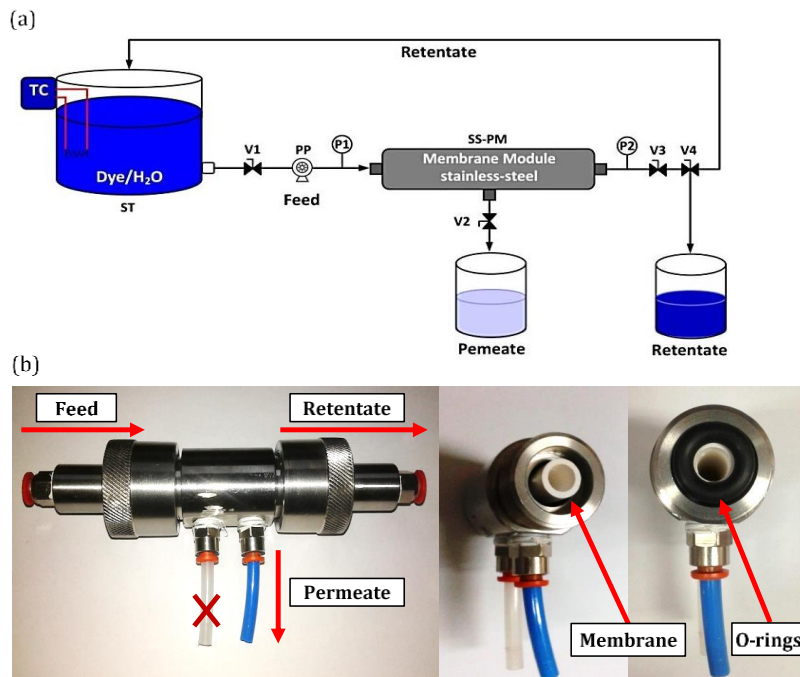 (a)
Retentate
TC
V1
PP
P1
SS-PM
Membrane Module
stainless-steel
P2
V3
V4
Dye/H₂O
Feed
ST
V2
Pemeate
Retentate
(b)
Feed
Retentate
Permeate
Membrane
O-rings